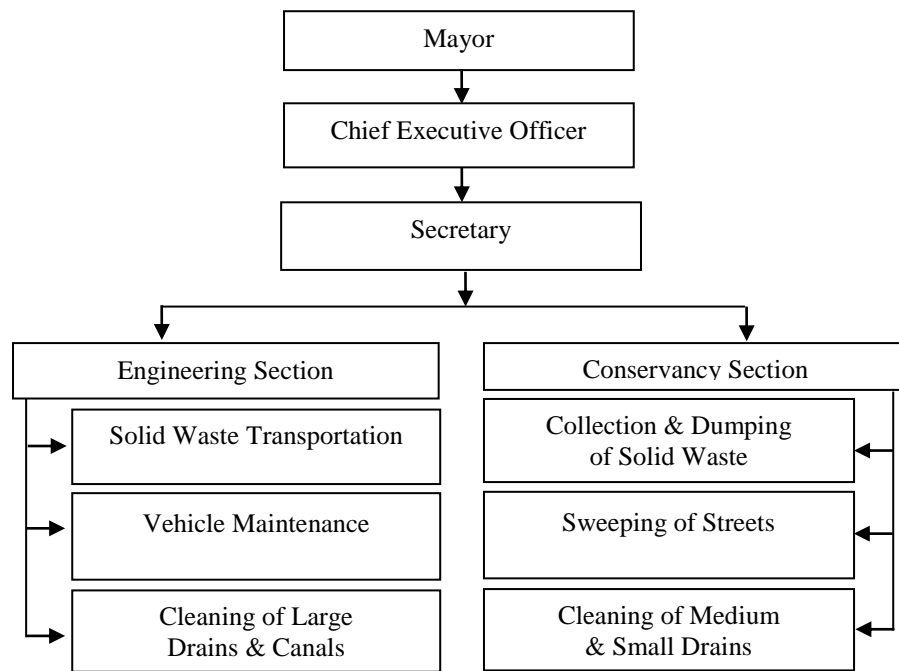 Mayor
Chief Executive Officer
Secretary
Engineering Section
Solid Waste Transportation
Vehicle Maintenance
Cleaning of Large
Drains & Canals
Conservancy Section
Collection & Dumping
of Solid Waste
Sweeping of Streets
Cleaning of Medium
& Small Drains